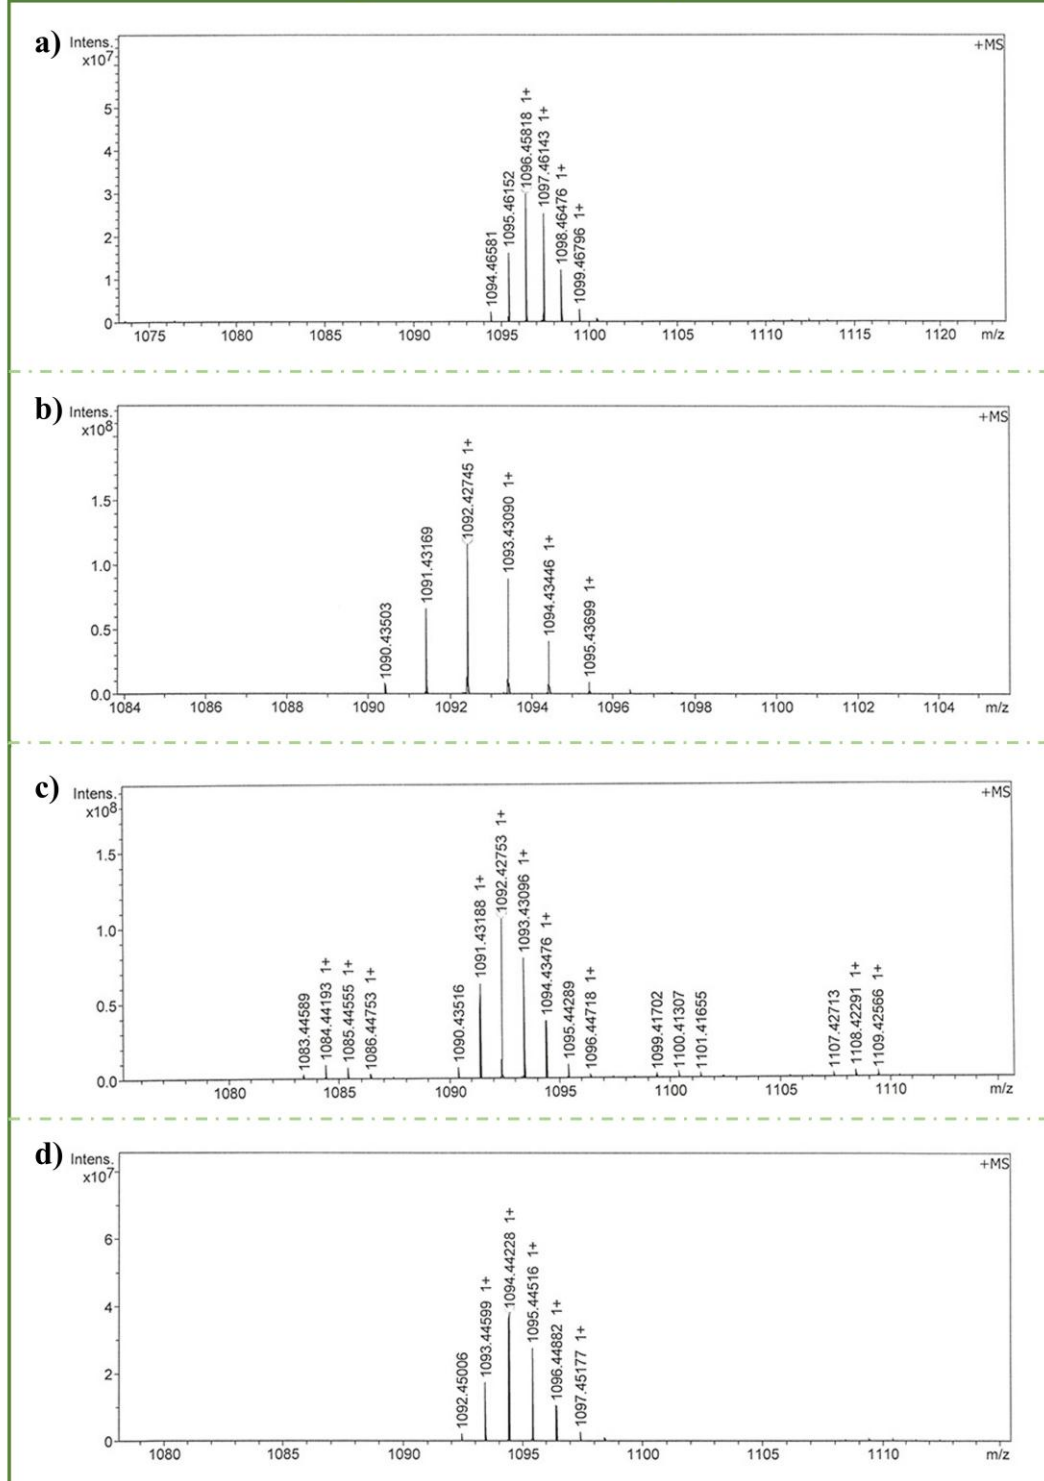 a)
Intens.
x10⁷
+MS
5
4
3
2
1
0
1094.46581
1095.46152
1096.45818 1+
1097.46143 1+
1098.46476 1+
1099.46796 1+
1075 1080 1085 1090 1095 1100 1105 1110 1115 1120 m/z
b)
Intens.
x10⁸
+MS
1.5
1.0
0.5
0.0
1090.43503
1091.43169
1092.42745 1+
1093.43090 1+
1094.43446 1+
1095.43699 1+
1084 1086 1088 1090 1092 1094 1096 1098 1100 1102 1104 m/z
c)
Intens.
x10⁸
+MS
1.5
1.0
0.5
0.0
1083.44589
1084.44193 1+
1085.44555 1+
1086.44753 1+
1090.43516
1091.43188 1+
1092.42753 1+
1093.43096 1+
1094.43476 1+
1095.44289
1096.44718 1+
1099.41702
1100.41307
1101.41655
1107.42713
1108.42291 1+
1109.42566 1+
1080 1085 1090 1095 1100 1105 1110 m/z
d)
Intens.
x10⁷
+MS
6
4
2
0
1092.45006
1093.44599 1+
1094.44228 1+
1095.44516 1+
1096.44882 1+
1097.45177 1+
1080 1085 1090 1095 1100 1105 1110 m/z